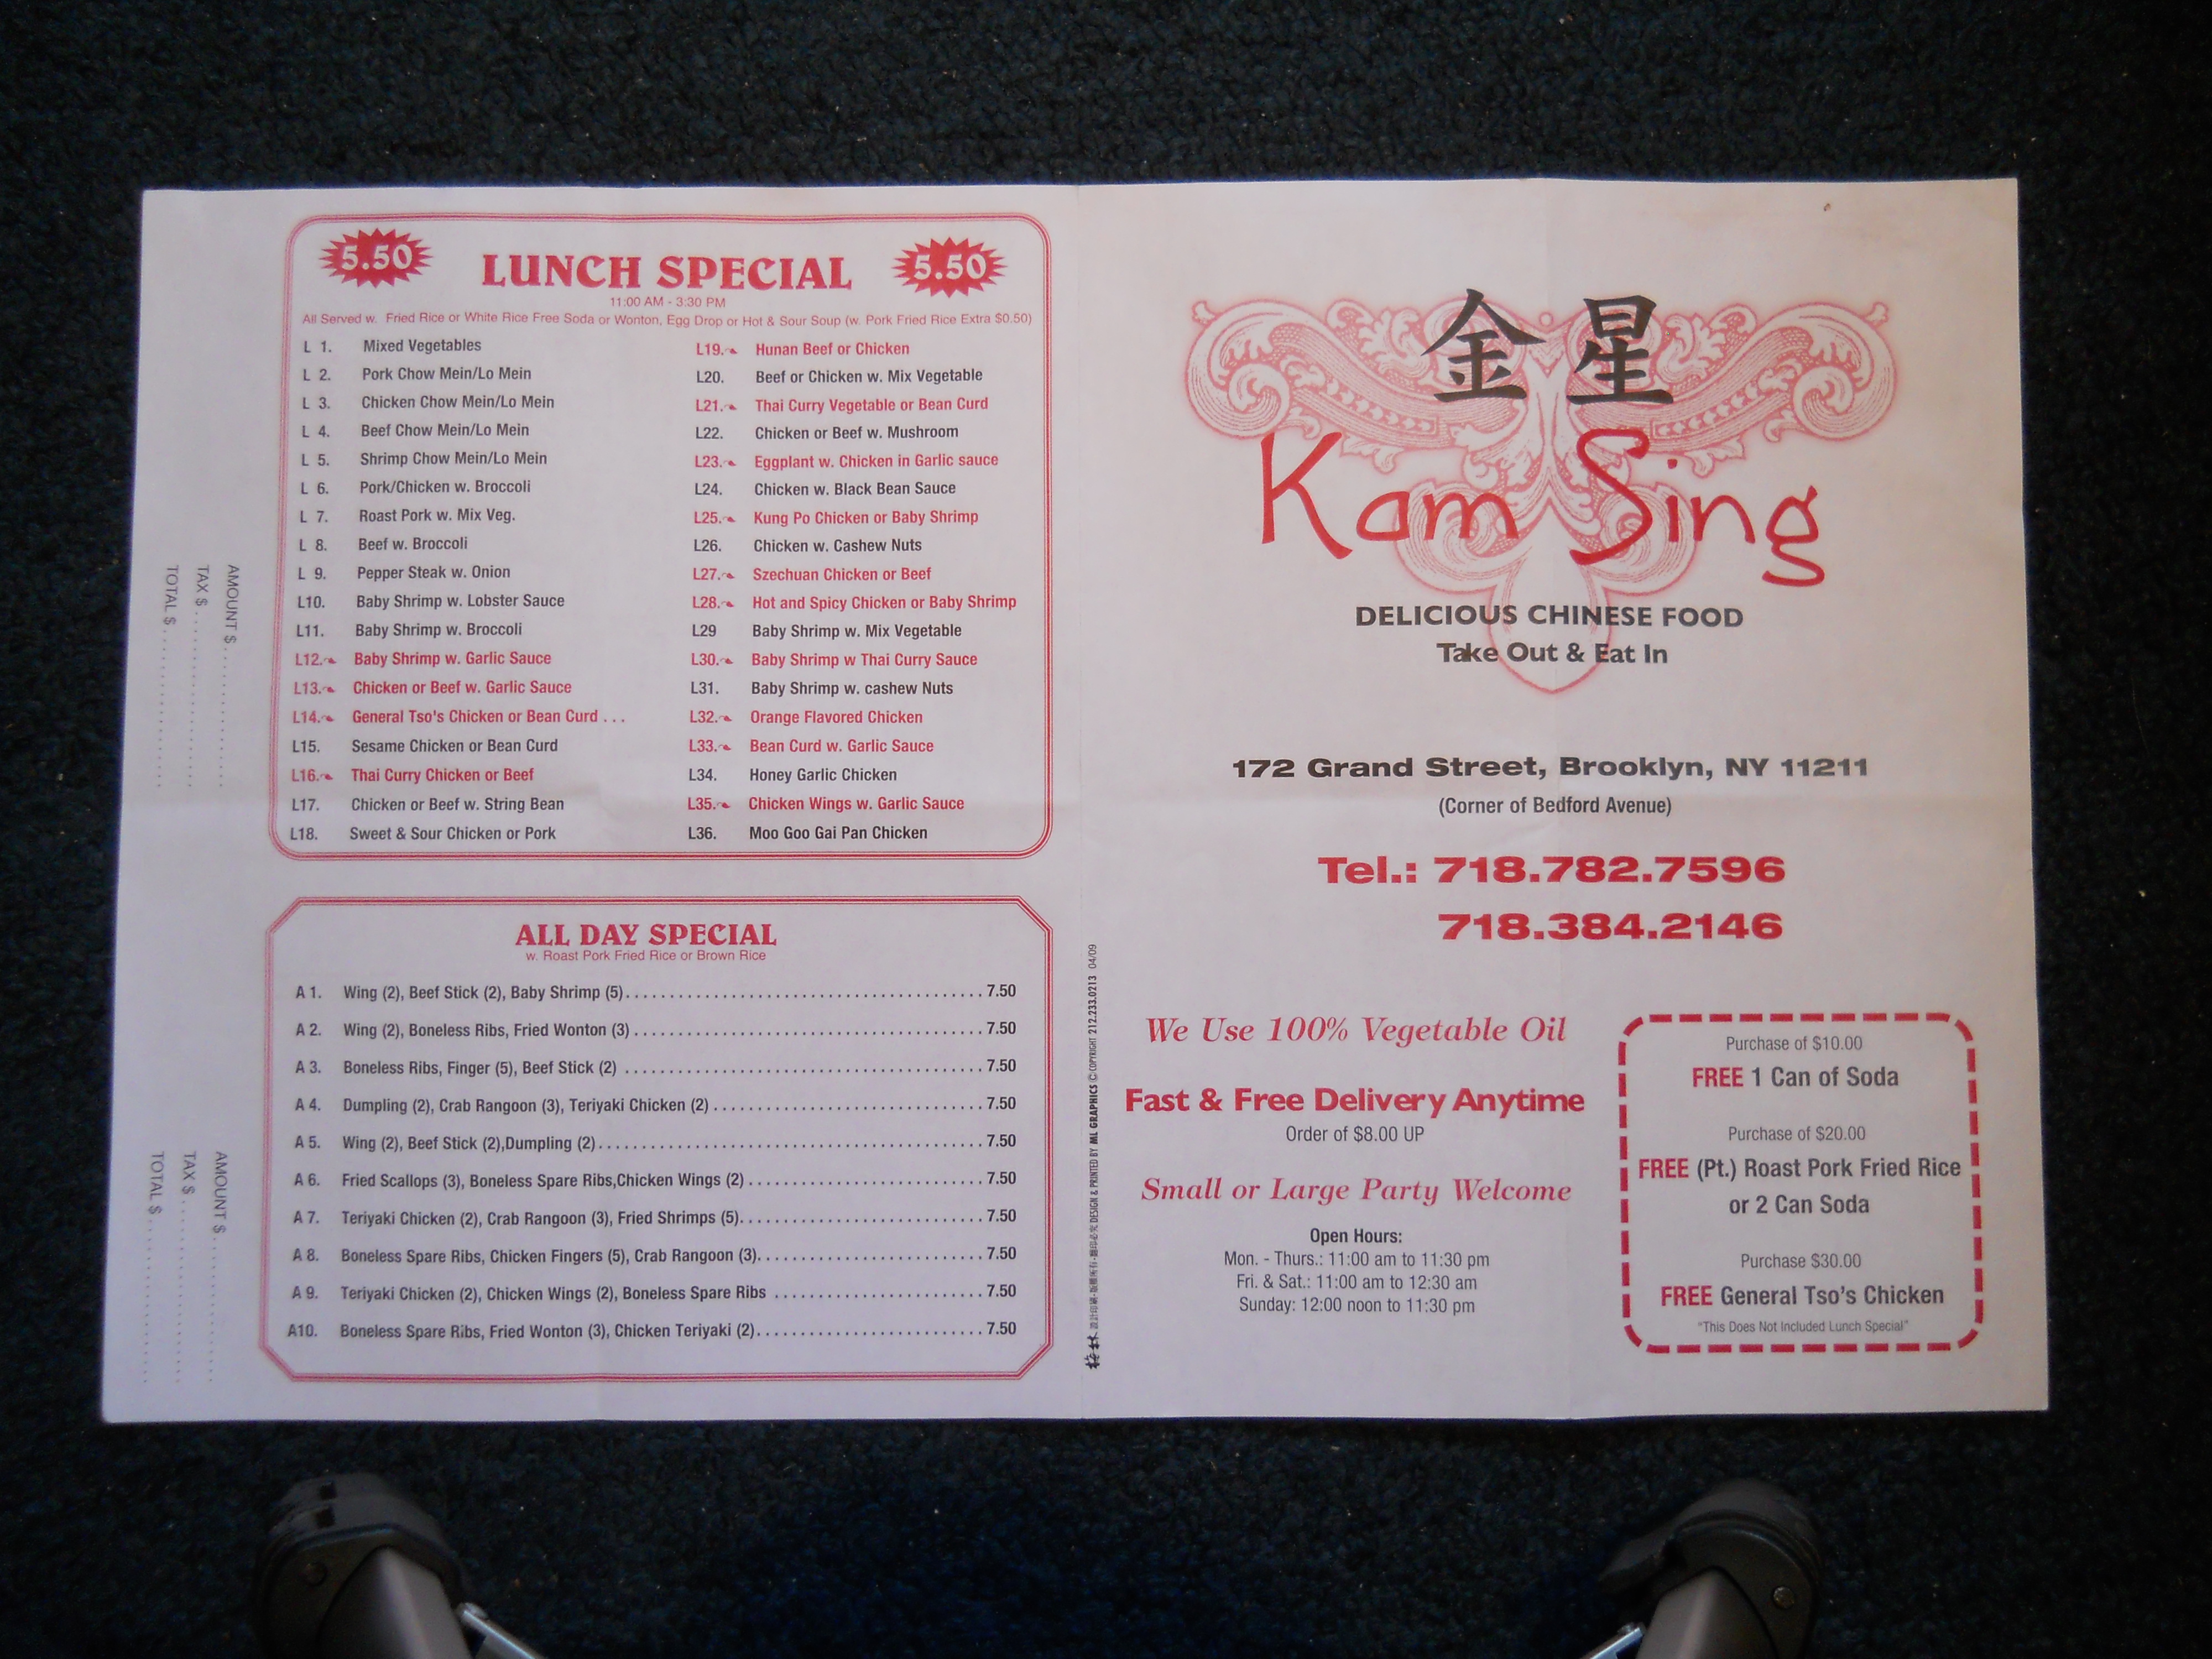 5.50
LUNCH SPECIAL
5.50
11:00 AM - 3:30 PM
All Served w. Fried Rice or White Rice Free Soda or Wonton, Egg Drop or Hot & Sour Soup (w. Pork Fried Rice Extra $0.50)
L 1. Mixed Vegetables
L 2. Pork Chow Mein/Lo Mein
L 3. Chicken Chow Mein/Lo Mein
L 4. Beef Chow Mein/Lo Mein
L 5. Shrimp Chow Mein/Lo Mein
L 6. Pork/Chicken w. Broccoli
L 7. Roast Pork w. Mix Veg.
L 8. Beef w. Broccoli
L 9. Pepper Steak w. Onion
L10. Baby Shrimp w. Lobster Sauce
L11. Baby Shrimp w. Broccoli
L12. Baby Shrimp w. Garlic Sauce
L13. Chicken or Beef w. Garlic Sauce
L14. General Tso's Chicken or Bean Curd . . .
L15. Sesame Chicken or Bean Curd
L16. Thai Curry Chicken or Beef
L17. Chicken or Beef w. String Bean
L18. Sweet & Sour Chicken or Pork
L19. Hunan Beef or Chicken
L20. Beef or Chicken w. Mix Vegetable
L21. Thai Curry Vegetable or Bean Curd
L22. Chicken or Beef w. Mushroom
L23. Eggplant w. Chicken in Garlic sauce
L24. Chicken w. Black Bean Sauce
L25. Kung Po Chicken or Baby Shrimp
L26. Chicken w. Cashew Nuts
L27. Szechuan Chicken or Beef
L28. Hot and Spicy Chicken or Baby Shrimp
L29 Baby Shrimp w. Mix Vegetable
L30. Baby Shrimp w Thai Curry Sauce
L31. Baby Shrimp w. cashew Nuts
L32. Orange Flavored Chicken
L33. Bean Curd w. Garlic Sauce
L34. Honey Garlic Chicken
L35. Chicken Wings w. Garlic Sauce
L36. Moo Goo Gai Pan Chicken
ALL DAY SPECIAL
w. Roast Pork Fried Rice or Brown Rice
A 1. Wing (2), Beef Stick (2), Baby Shrimp (5) 7.50
A 2. Wing (2), Boneless Ribs, Fried Wonton (3) 7.50
A 3. Boneless Ribs, Finger (5), Beef Stick (2) 7.50
A 4. Dumpling (2), Crab Rangoon (3), Teriyaki Chicken (2) 7.50
A 5. Wing (2), Beef Stick (2),Dumpling (2) 7.50
A 6. Fried Scallops (3), Boneless Spare Ribs,Chicken Wings (2) 7.50
A 7. Teriyaki Chicken (2), Crab Rangoon (3), Fried Shrimps (5) 7.50
A 8. Boneless Spare Ribs, Chicken Fingers (5), Crab Rangoon (3) 7.50
A 9. Teriyaki Chicken (2), Chicken Wings (2), Boneless Spare Ribs 7.50
A10. Boneless Spare Ribs, Fried Wonton (3), Chicken Teriyaki (2) 7.50
AMOUNT $
TAX $
TOTAL $
AMOUNT $
TAX $
TOTAL $
DESIGN & PRINTED BY ML GRAPHICS © COPYRIGHT 212.233.0213 04/09
金星
Kam Sing
DELICIOUS CHINESE FOOD
Take Out & Eat In
172 Grand Street, Brooklyn, NY 11211
(Corner of Bedford Avenue)
Tel.: 718.782.7596
718.384.2146
We Use 100% Vegetable Oil
Fast & Free Delivery Anytime
Order of $8.00 UP
Small or Large Party Welcome
Open Hours:
Mon. - Thurs.: 11:00 am to 11:30 pm
Fri. & Sat.: 11:00 am to 12:30 am
Sunday: 12:00 noon to 11:30 pm
Purchase of $10.00
FREE 1 Can of Soda
Purchase of $20.00
FREE (Pt.) Roast Pork Fried Rice
or 2 Can Soda
Purchase $30.00
FREE General Tso's Chicken
"This Does Not Included Lunch Special"